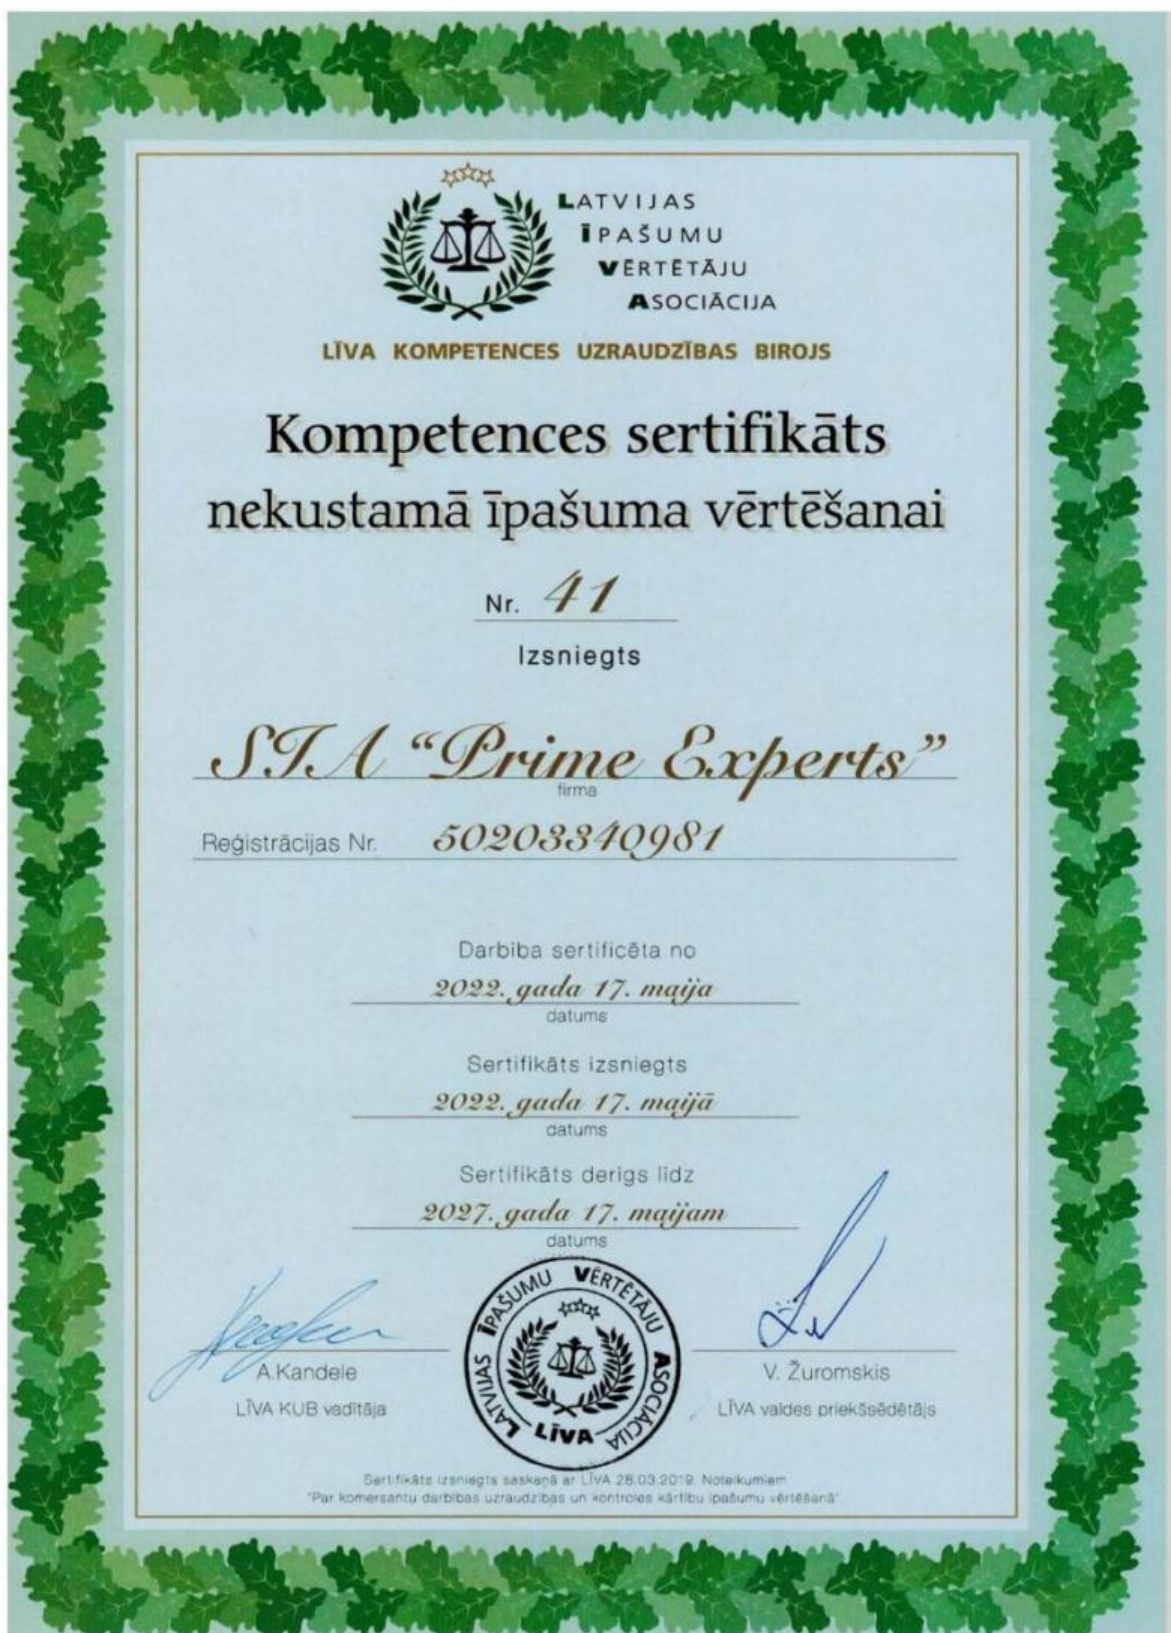 LATVIJAS
ĪPAŠUMU
VĒRTĒTĀJU
ASOCIĀCIJA
LĪVA KOMPETENCES UZRAUDZĪBAS BIROJS
Kompetences sertifikāts
nekustamā īpašuma vērtēšanai
Nr. 41
Izsniegts
SIA “Prime Experts”
firma
Reģistrācijas Nr. 50203340981
Darbība sertificēta no
2022. gada 17. maija
datums
Sertifikāts izsniegts
2022. gada 17. maijā
datums
Sertifikāts derīgs līdz
2027. gada 17. maijam
datums
LATVIJAS ĪPAŠUMU VĒRTĒTĀJU ASOCIĀCIJA
LĪVA
A.Kandele
LĪVA KUB vadītāja
V. Žuromskis
LĪVA valdes priekšsēdētājs
Sertifikāts izsniegts saskaņā ar LĪVA 28.03.2019. Noteikumiem
"Par komersantu darbības uzraudzības un kontroles kārtību īpašumu vērtēšanā"